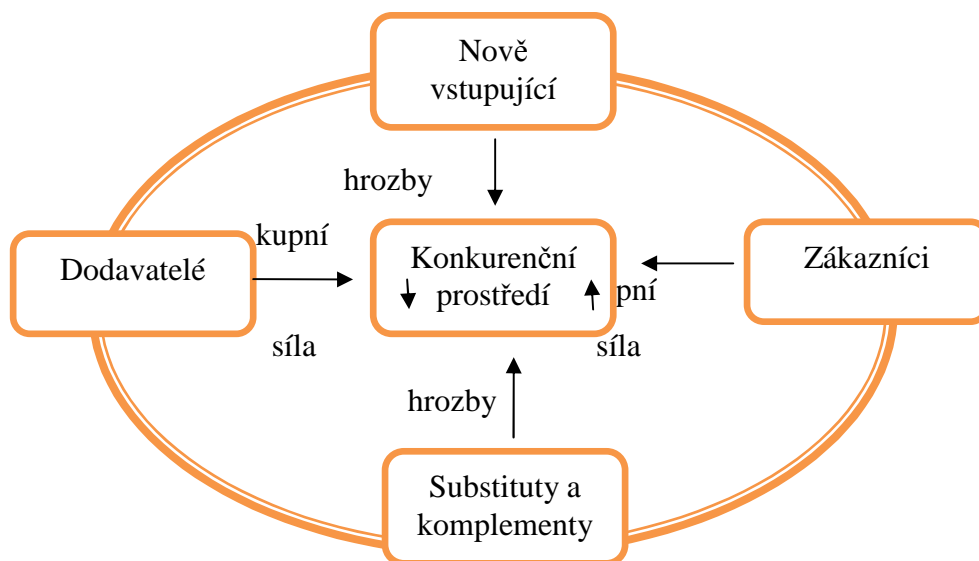 Nově
vstupující
hrozby
kupní
Dodavatelé
Konkurenční
prostředí
Zákazníci
pní
síla
síla
hrozby
Substituty a
komplementy